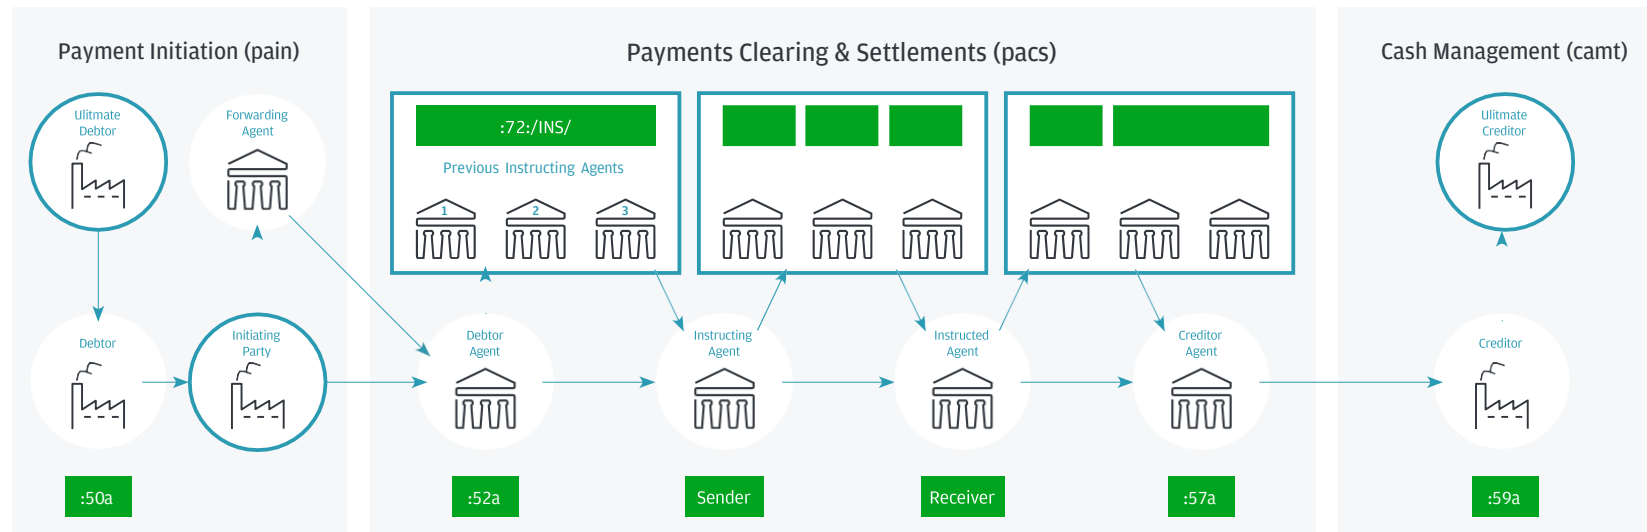 Payment Initiation (pain)
Ulitmate
Debtor
Forwarding
Agent
Debtor
Initiating
Party
:50a
Payments Clearing & Settlements (pacs)
:72:/INS/
Previous Instructing Agents
1
2
3
Debtor
Agent
Instructing
Agent
Instructed
Agent
Creditor
Agent
:52a
Sender
Receiver
:57a
Cash Management (camt)
Ulitmate
Creditor
Creditor
:59a